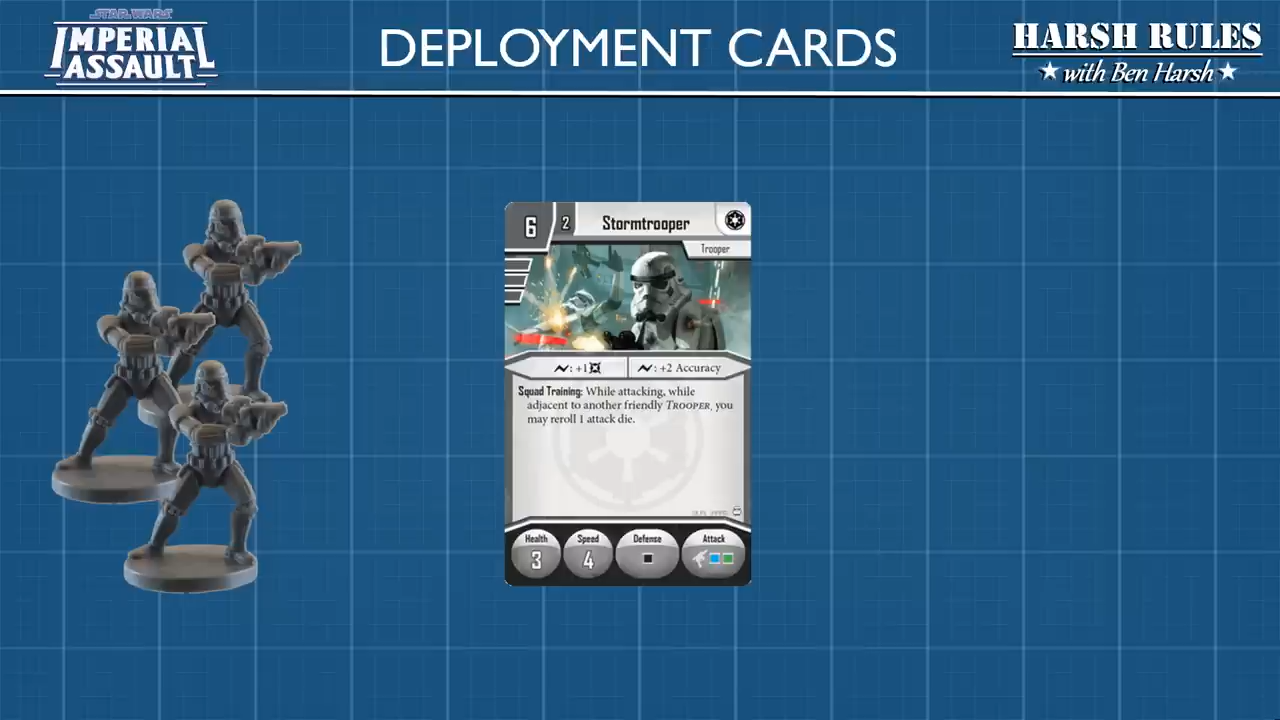 STAR WARS
IMPERIAL
ASSAULT
DEPLOYMENT CARDS
HARSH RULES
with Ben Harsh
6 2 Stormtrooper
Trooper
: +1
: +2 Accuracy
Squad Training: While attacking, while
adjacent to another friendly TROOPER, you
may reroll 1 attack die.
Health Speed Defense Attack
3 4